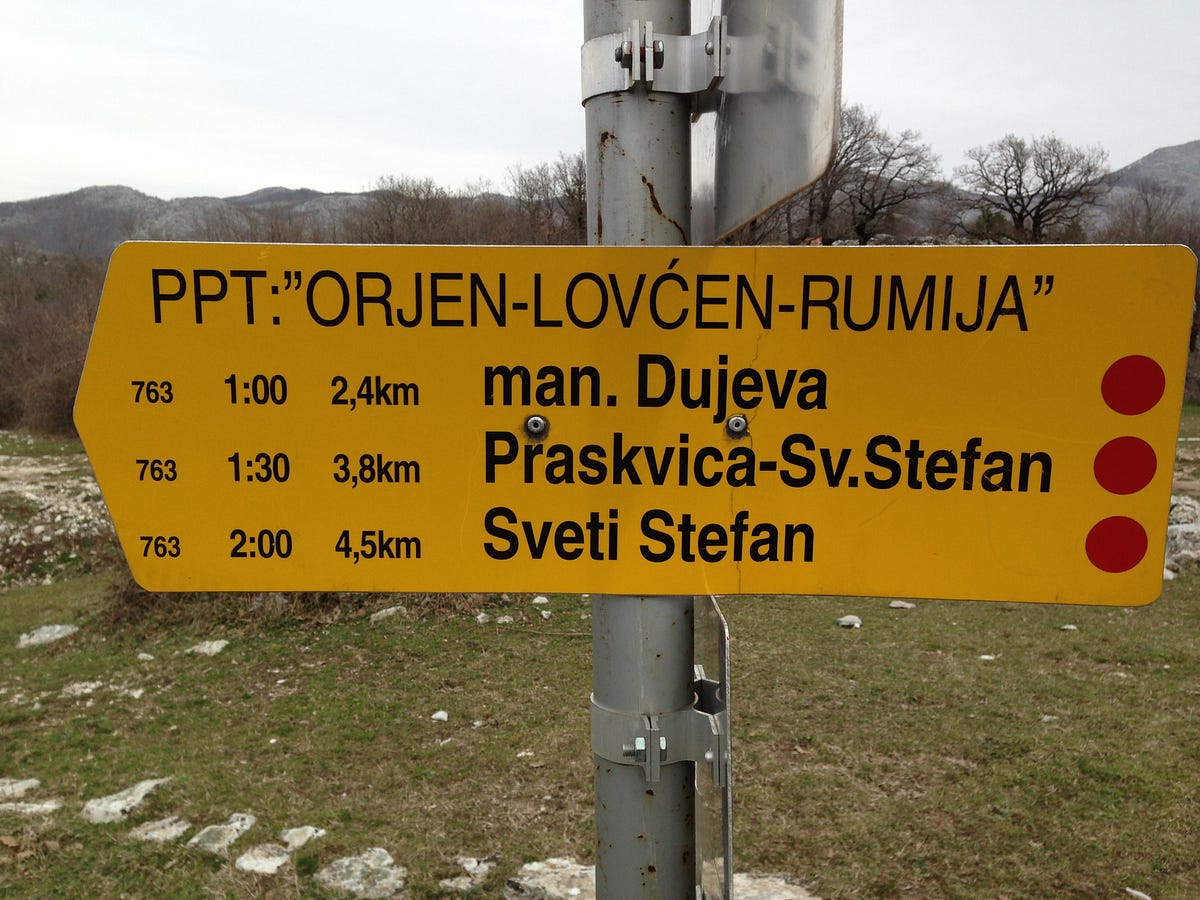 PPT:”ORJEN-LOVĆEN-RUMIJA”
763 1:00 2,4km man. Dujeva
763 1:30 3,8km Praskvica-Sv.Stefan
763 2:00 4,5km Sveti Stefan